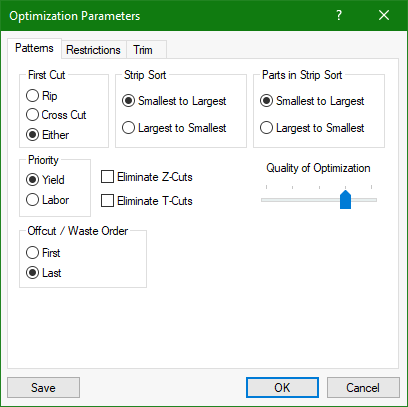 Optimization Parameters
?
Patterns
Restrictions
Trim
First Cut
Rip
Cross Cut
Either
Strip Sort
Smallest to Largest
Largest to Smallest
Parts in Strip Sort
Smallest to Largest
Largest to Smallest
Priority
Yield
Labor
Eliminate Z-Cuts
Eliminate T-Cuts
Quality of Optimization
Offcut / Waste Order
First
Last
Save
OK
Cancel